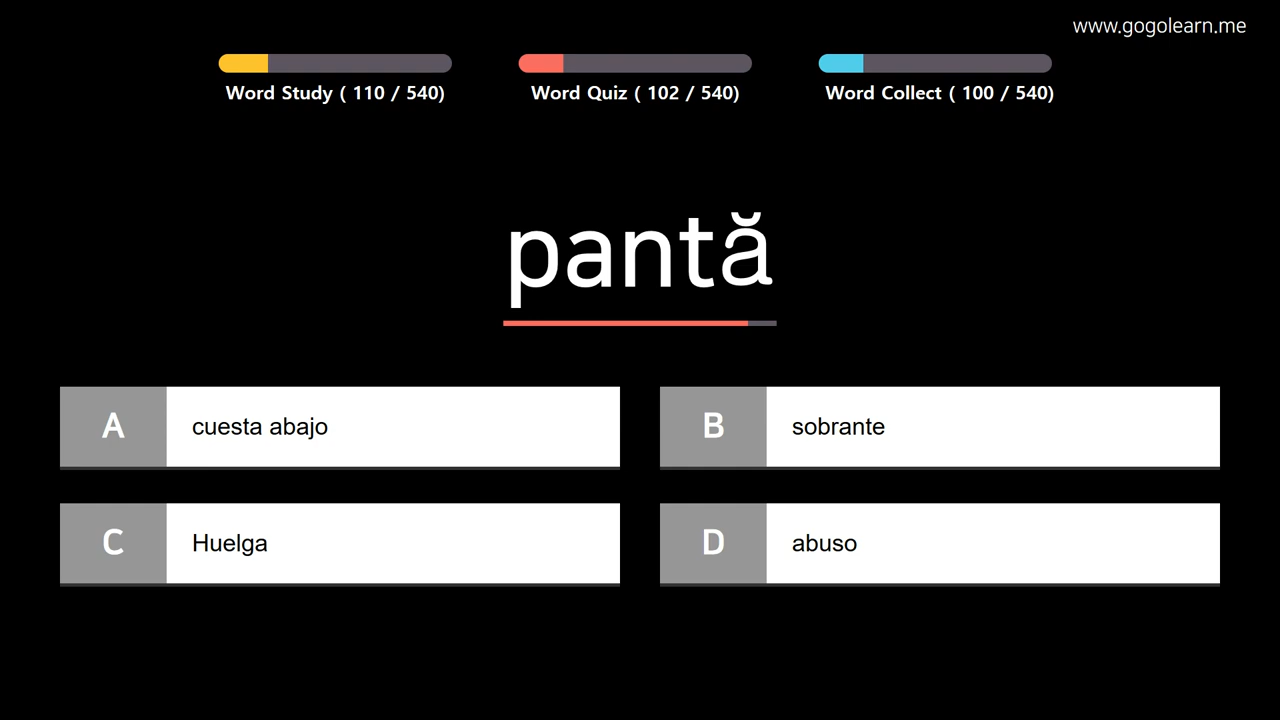 www.gogolearn.me
Word Study ( 110 / 540)
Word Quiz ( 102 / 540)
Word Collect ( 100 / 540)
pantă
A cuesta abajo
B sobrante
C Huelga
D abuso